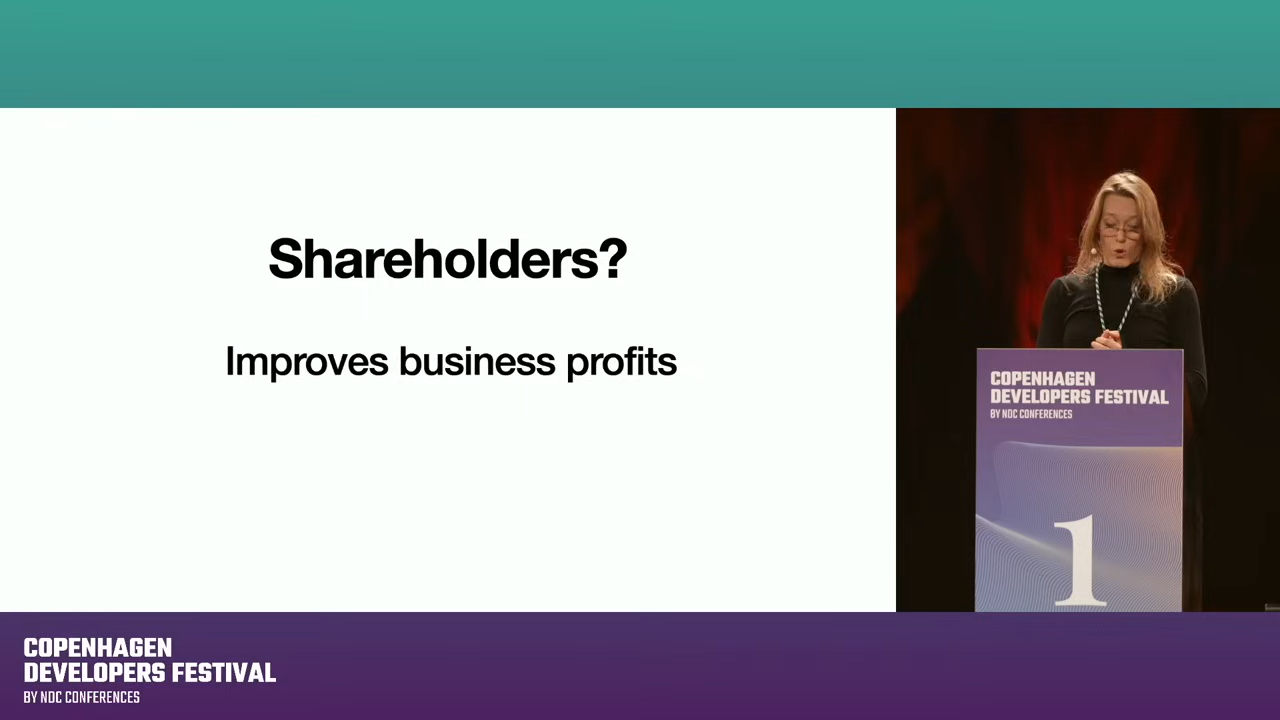 Shareholders?
Improves business profits
COPENHAGEN
DEVELOPERS FESTIVAL
BY NDC CONFERENCES
1
COPENHAGEN
DEVELOPERS FESTIVAL
BY NDC CONFERENCES